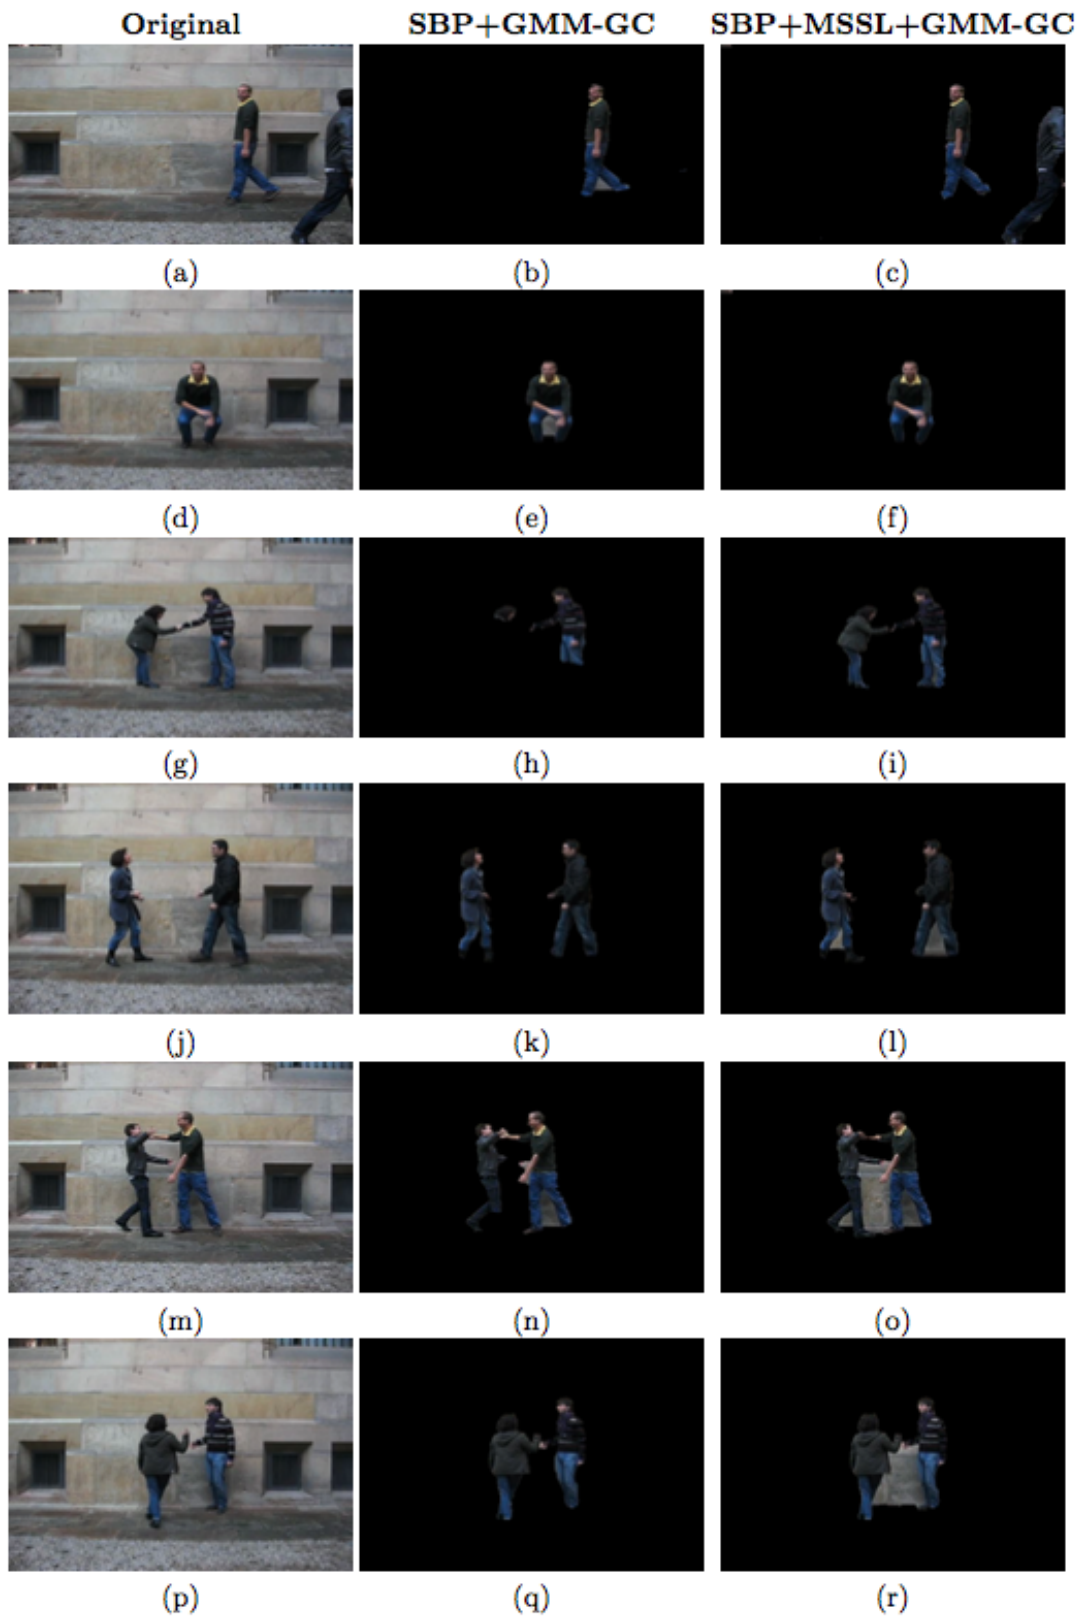 Original SBP+GMM-GC SBP+MSSL+GMM-GC
(a) (b) (c)
(d) (e) (f)
(g) (h) (i)
(j) (k) (l)
(m) (n) (o)
(p) (q) (r)